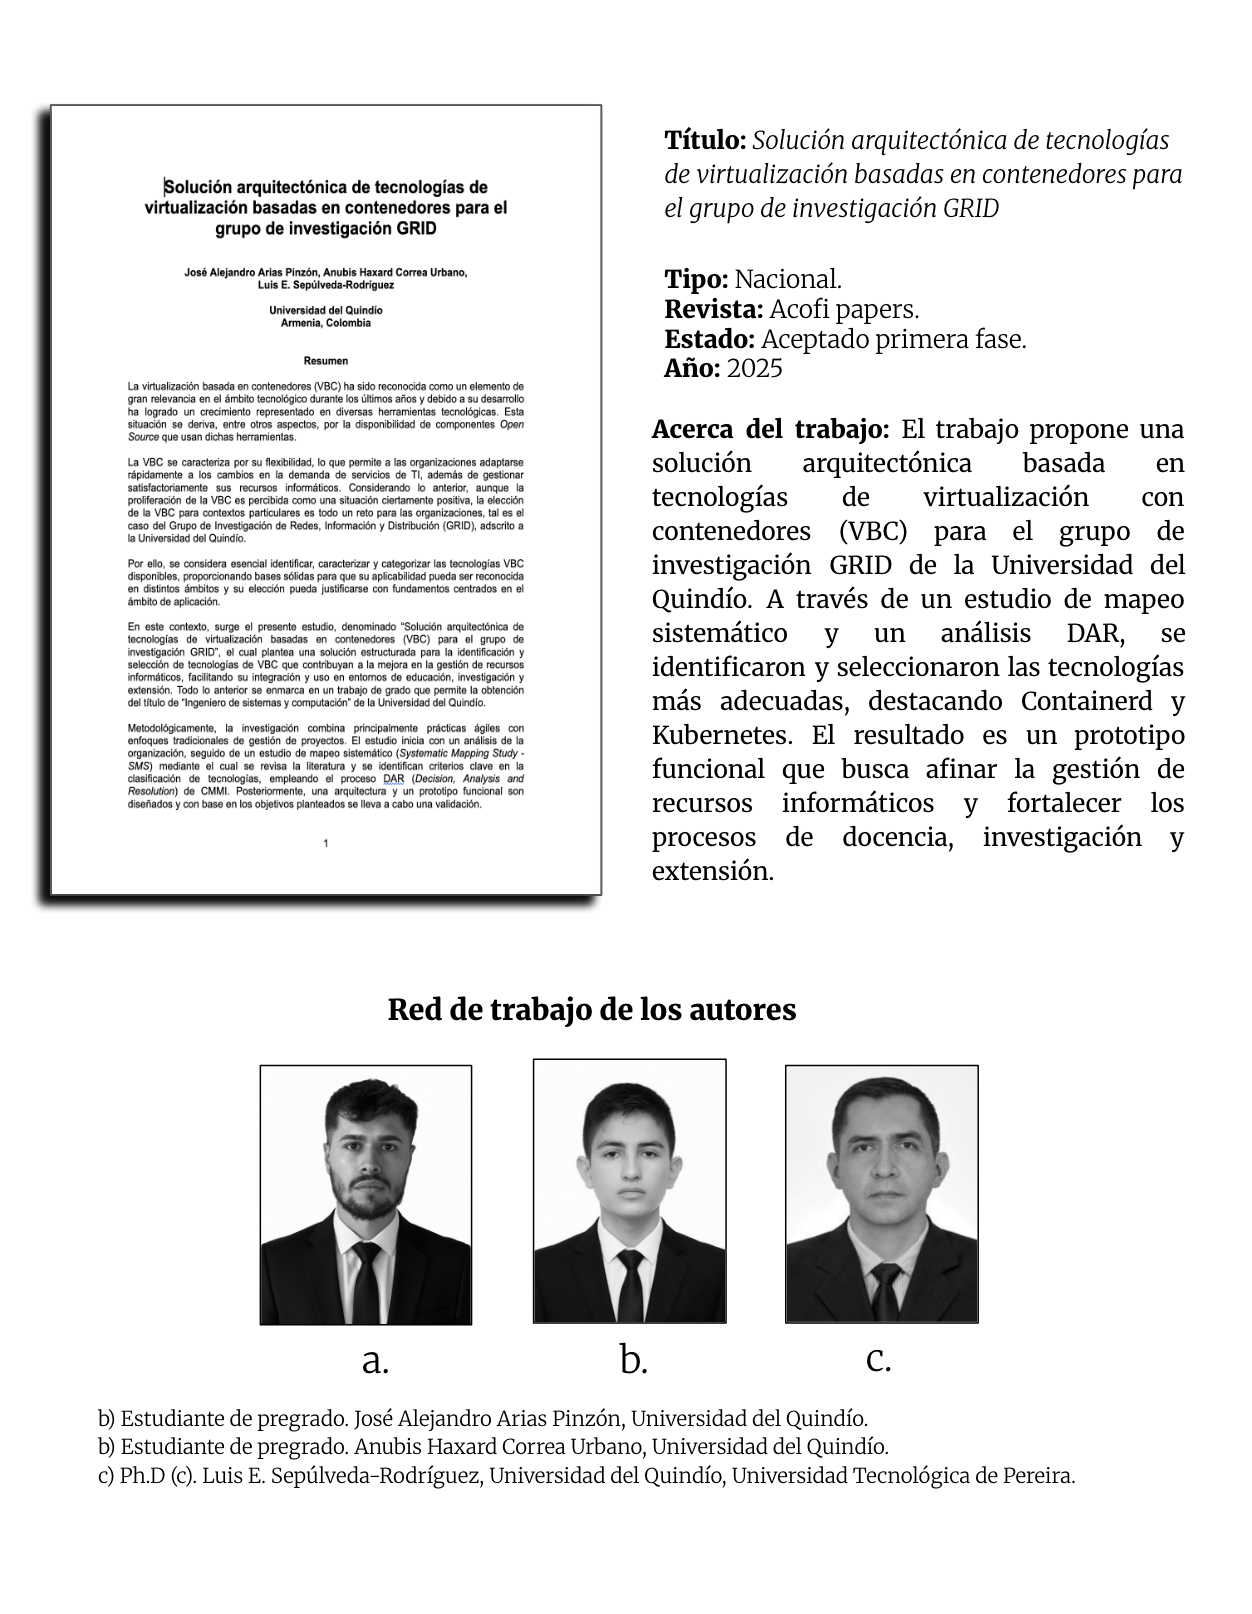 Solución arquitectónica de tecnologías de
virtualización basadas en contenedores para el
grupo de investigación GRID
José Alejandro Arias Pinzón, Anubis Haxard Correa Urbano,
Luis E. Sepúlveda-Rodríguez
Universidad del Quindío
Armenia, Colombia
Resumen
La virtualización basada en contenedores (VBC) ha sido reconocida como un elemento de
gran relevancia en el ámbito tecnológico durante los últimos años y debido a su desarrollo
ha logrado un crecimiento representado en diversas herramientas tecnológicas. Esta
situación se deriva, entre otros aspectos, por la disponibilidad de componentes Open
Source que usan dichas herramientas.
La VBC se caracteriza por su flexibilidad, lo que permite a las organizaciones adaptarse
rápidamente a los cambios en la demanda de servicios de TI, además de gestionar
satisfactoriamente sus recursos informáticos. Considerando lo anterior, aunque la
proliferación de la VBC es percibida como una situación ciertamente positiva, la elección
de la VBC para contextos particulares es todo un reto para las organizaciones, tal es el
caso del Grupo de Investigación de Redes, Información y Distribución (GRID), adscrito a
la Universidad del Quindío.
Por ello, se considera esencial identificar, caracterizar y categorizar las tecnologías VBC
disponibles, proporcionando bases sólidas para que su aplicabilidad pueda ser reconocida
en distintos ámbitos y su elección pueda justificarse con fundamentos centrados en el
ámbito de aplicación.
En este contexto, surge el presente estudio, denominado “Solución arquitectónica de
tecnologías de virtualización basadas en contenedores (VBC) para el grupo de
investigación GRID”, el cual plantea una solución estructurada para la identificación y
selección de tecnologías de VBC que contribuyan a la mejora en la gestión de recursos
informáticos, facilitando su integración y uso en entornos de educación, investigación y
extensión. Todo lo anterior se enmarca en un trabajo de grado que permite la obtención
del título de “Ingeniero de sistemas y computación” de la Universidad del Quindío.
Metodológicamente, la investigación combina principalmente prácticas ágiles con
enfoques tradicionales de gestión de proyectos. El estudio inicia con un análisis de la
organización, seguido de un estudio de mapeo sistemático (Systematic Mapping Study -
SMS) mediante el cual se revisa la literatura y se identifican criterios clave en la
clasificación de tecnologías, empleando el proceso DAR (Decision, Analysis and
Resolution) de CMMI. Posteriormente, una arquitectura y un prototipo funcional son
diseñados y con base en los objetivos planteados se lleva a cabo una validación.
1
Título: Solución arquitectónica de tecnologías
de virtualización basadas en contenedores para
el grupo de investigación GRID
Tipo: Nacional.
Revista: Acofi papers.
Estado: Aceptado primera fase.
Año: 2025
Acerca del trabajo: El trabajo propone una
solución arquitectónica basada en
tecnologías de virtualización con
contenedores (VBC) para el grupo de
investigación GRID de la Universidad del
Quindío. A través de un estudio de mapeo
sistemático y un análisis DAR, se
identificaron y seleccionaron las tecnologías
más adecuadas, destacando Containerd y
Kubernetes. El resultado es un prototipo
funcional que busca afinar la gestión de
recursos informáticos y fortalecer los
procesos de docencia, investigación y
extensión.
Red de trabajo de los autores
a.
b.
c.
b) Estudiante de pregrado. José Alejandro Arias Pinzón, Universidad del Quindío.
b) Estudiante de pregrado. Anubis Haxard Correa Urbano, Universidad del Quindío.
c) Ph.D (c). Luis E. Sepúlveda-Rodríguez, Universidad del Quindío, Universidad Tecnológica de Pereira.